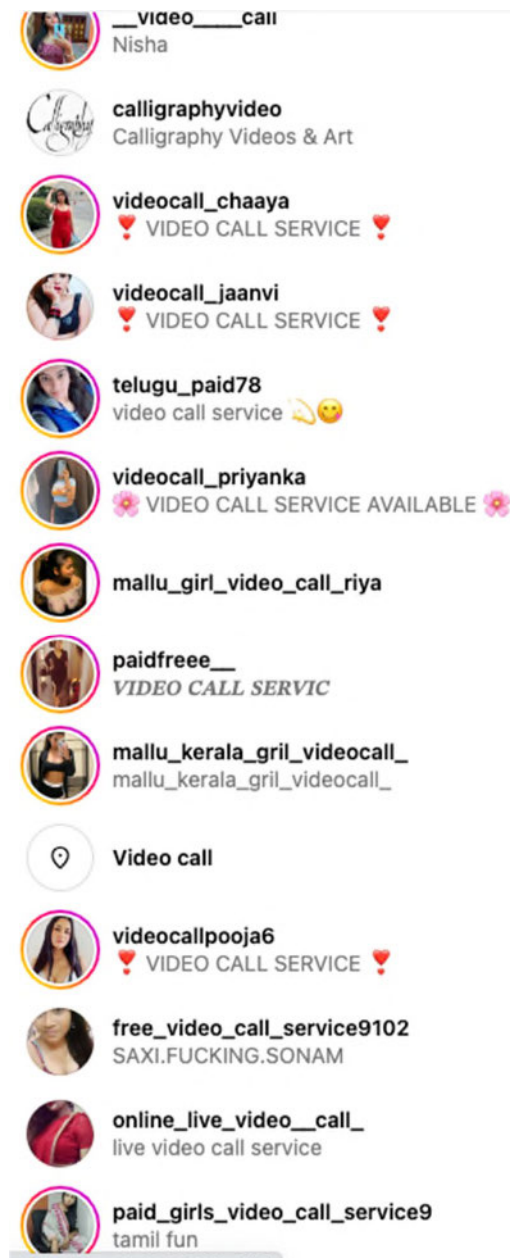 __video____call
Nisha
calligraphyvideo
Calligraphy Videos & Art
videocall_chaaya
❣️ VIDEO CALL SERVICE ❣️
videocall_jaanvi
❣️ VIDEO CALL SERVICE ❣️
telugu_paid78
video call service 💫😋
videocall_priyanka
🌸 VIDEO CALL SERVICE AVAILABLE 🌸
mallu_girl_video_call_riya
paidfreee__
VIDEO CALL SERVIC
mallu_kerala_gril_videocall_
mallu_kerala_gril_videocall_
Video call
videocallpooja6
❣️ VIDEO CALL SERVICE ❣️
free_video_call_service9102
SAXI.FUCKING.SONAM
online_live_video__call_
live video call service
paid_girls_video_call_service9
tamil fun